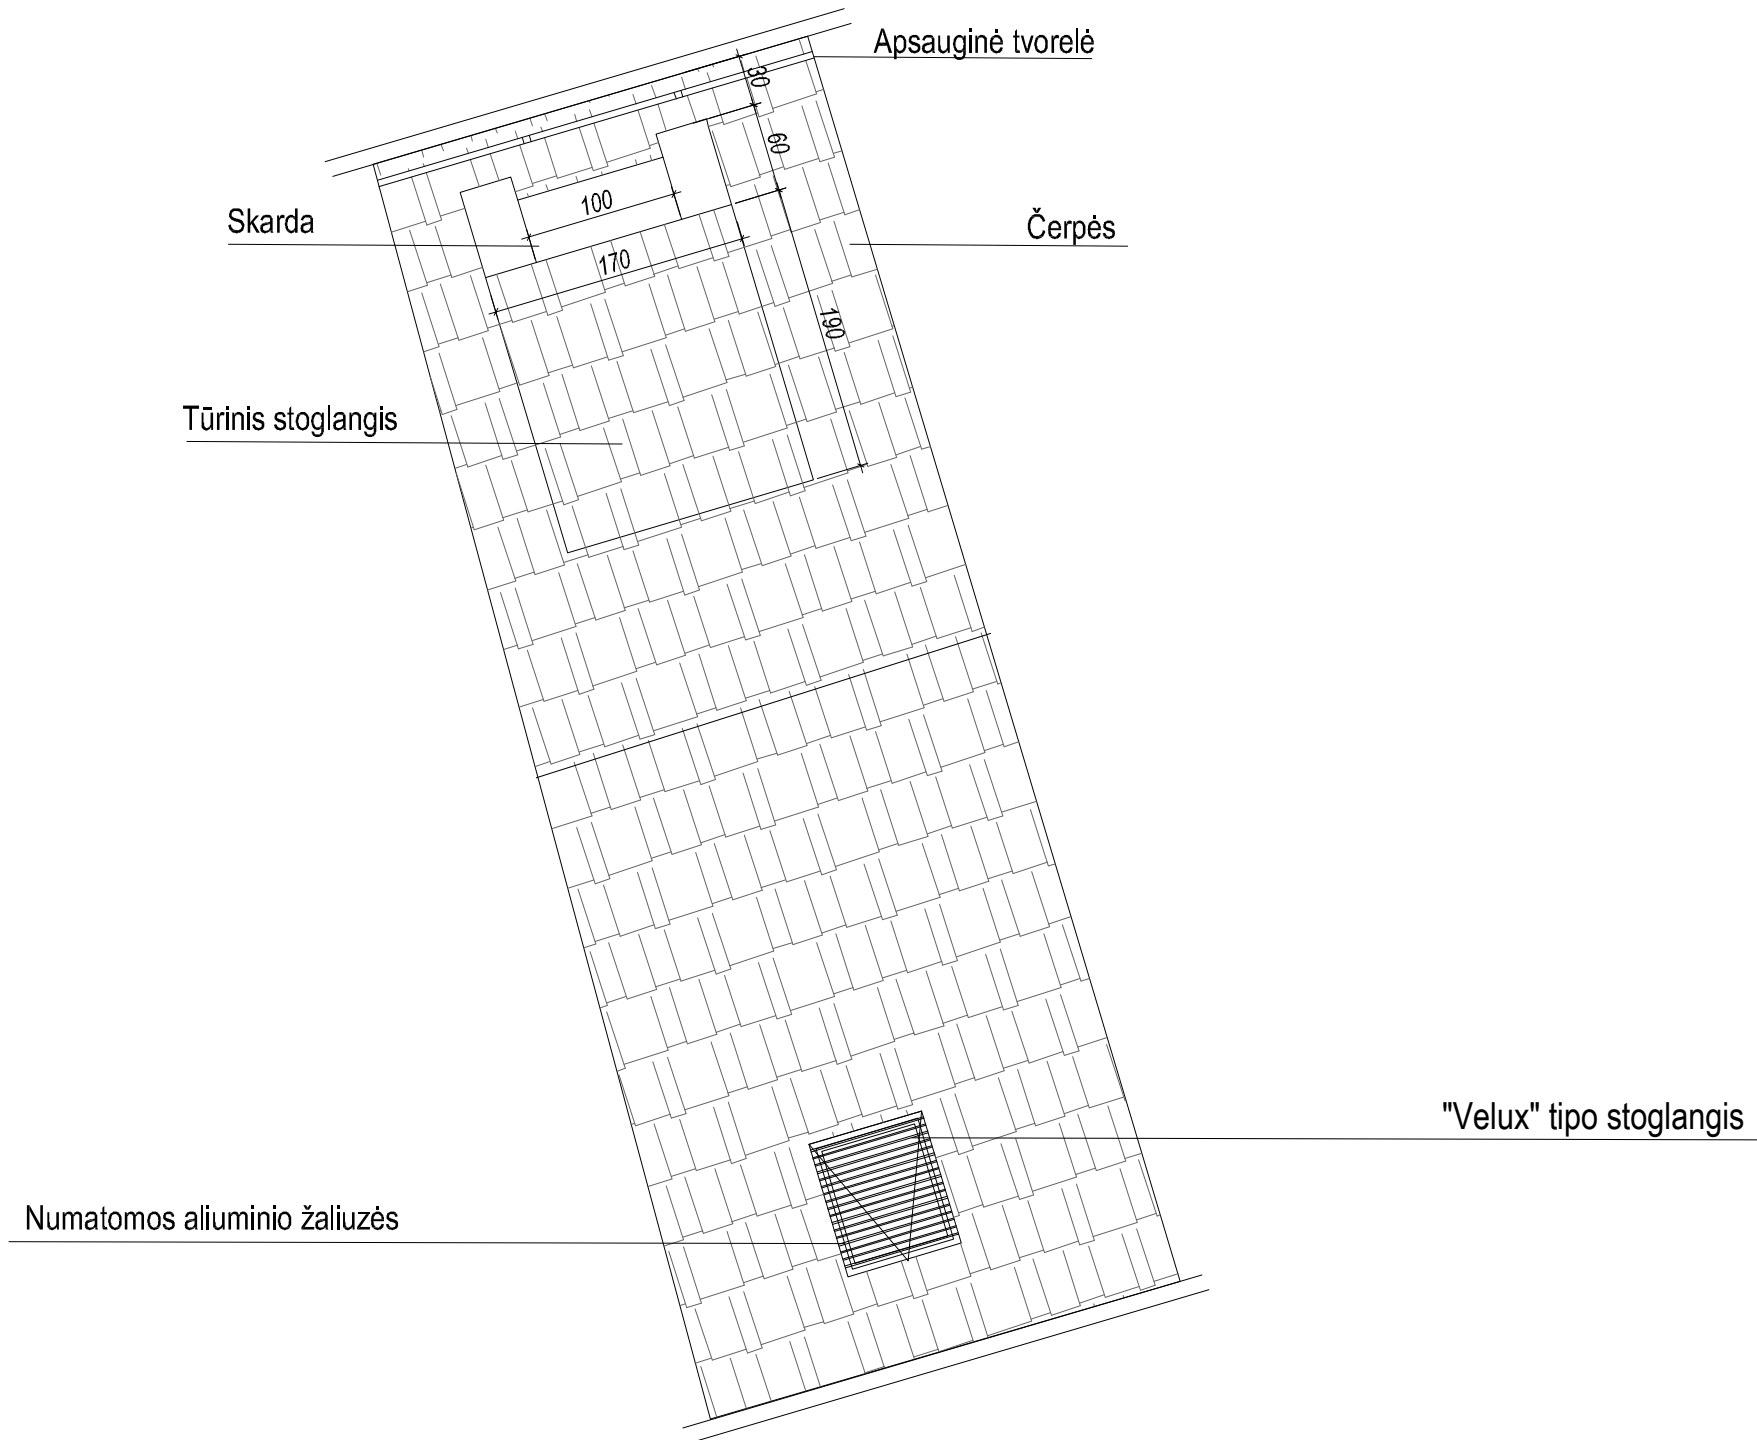 Apsauginė tvorelė
30
60
100
Skarda
Čerpės
170
190
Tūrinis stoglangis
"Velux" tipo stoglangis
Numatomos aliuminio žaliuzės